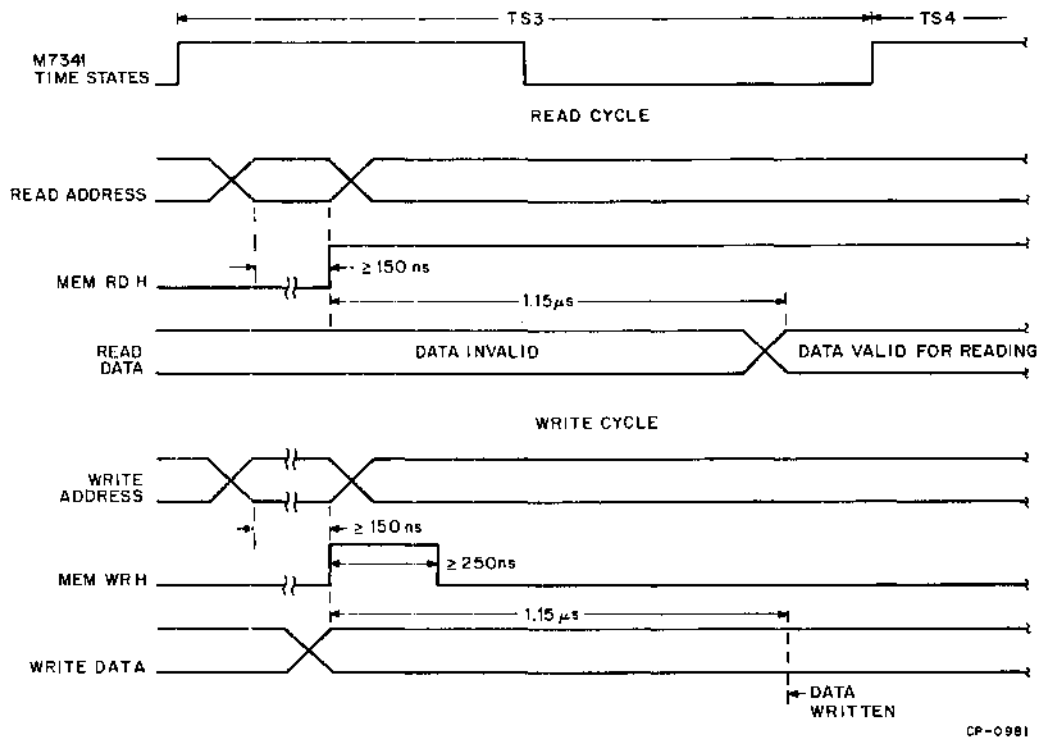 TS3
TS4
M7341
TIME STATES
READ CYCLE
READ ADDRESS
MEM RD H
≥ 150 ns
1.15 µs
READ
DATA
DATA INVALID
DATA VALID FOR READING
WRITE CYCLE
WRITE
ADDRESS
≥ 150 ns
MEM WR H
≥ 250 ns
1.15 µs
WRITE DATA
DATA
WRITTEN
CP-0981